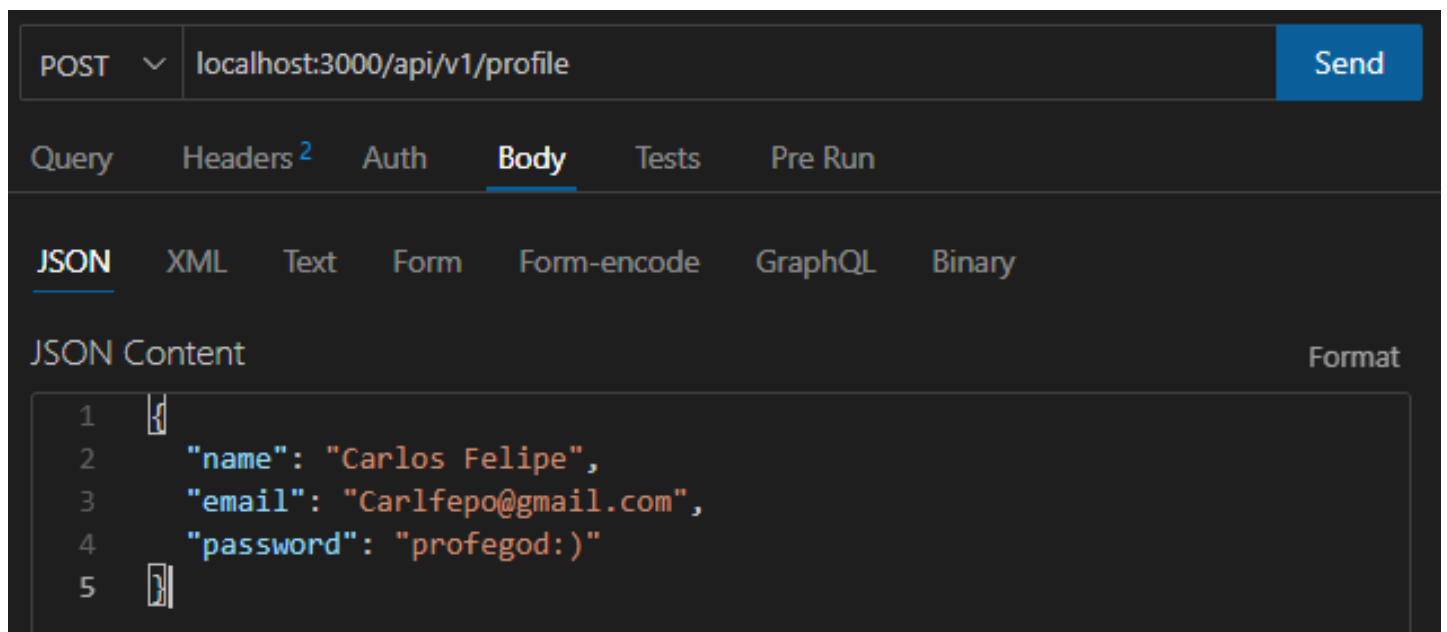 POST localhost:3000/api/v1/profile Send
Query Headers 2 Auth Body Tests Pre Run
JSON XML Text Form Form-encode GraphQL Binary
JSON Content Format
1 {
2 "name": "Carlos Felipe",
3 "email": "Carlfepo@gmail.com",
4 "password": "profegod:)"
5 }